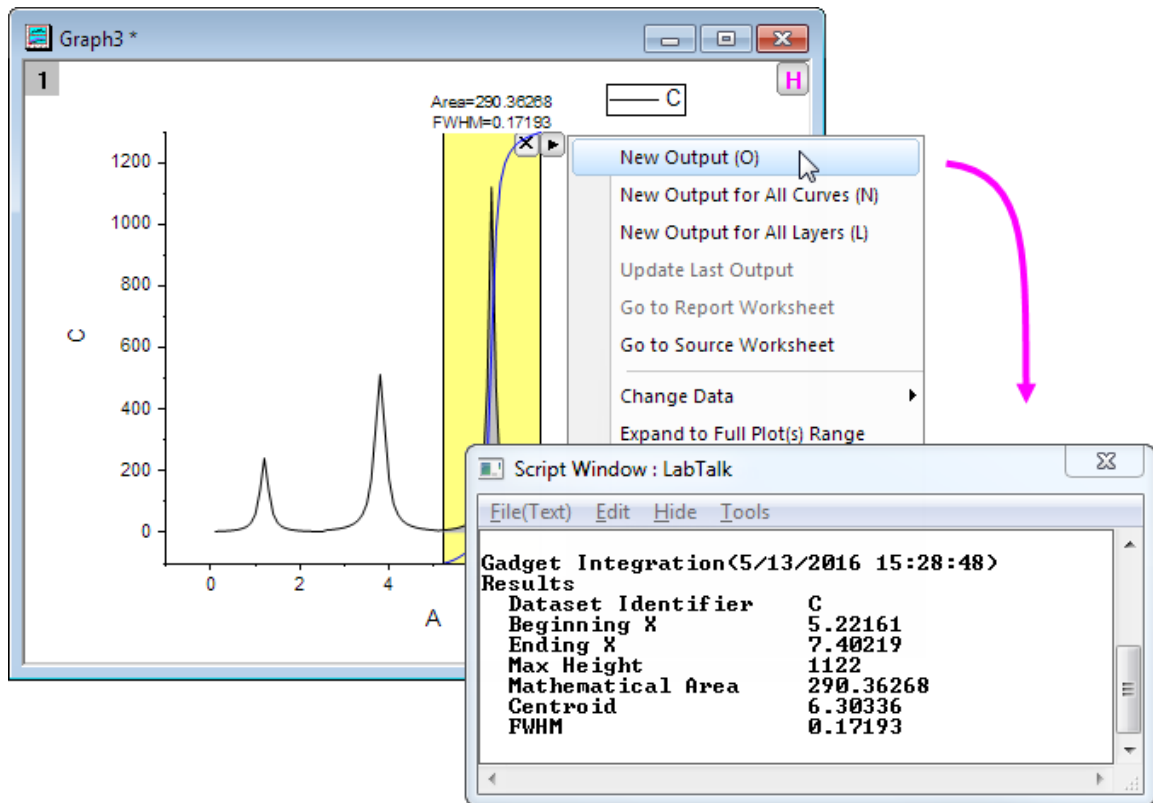 Graph3 *
1
H
Area=290.36268
FWHM=0.17193
C
1200
1000
800
600
400
200
0
C
0
2
4
A
New Output (O)
New Output for All Curves (N)
New Output for All Layers (L)
Update Last Output
Go to Report Worksheet
Go to Source Worksheet
Change Data
Expand to Full Plot(s) Range
Script Window : LabTalk
File(Text) Edit Hide Tools
Gadget Integration(5/13/2016 15:28:48)
Results
Dataset Identifier C
Beginning X 5.22161
Ending X 7.40219
Max Height 1122
Mathematical Area 290.36268
Centroid 6.30336
FWHM 0.17193